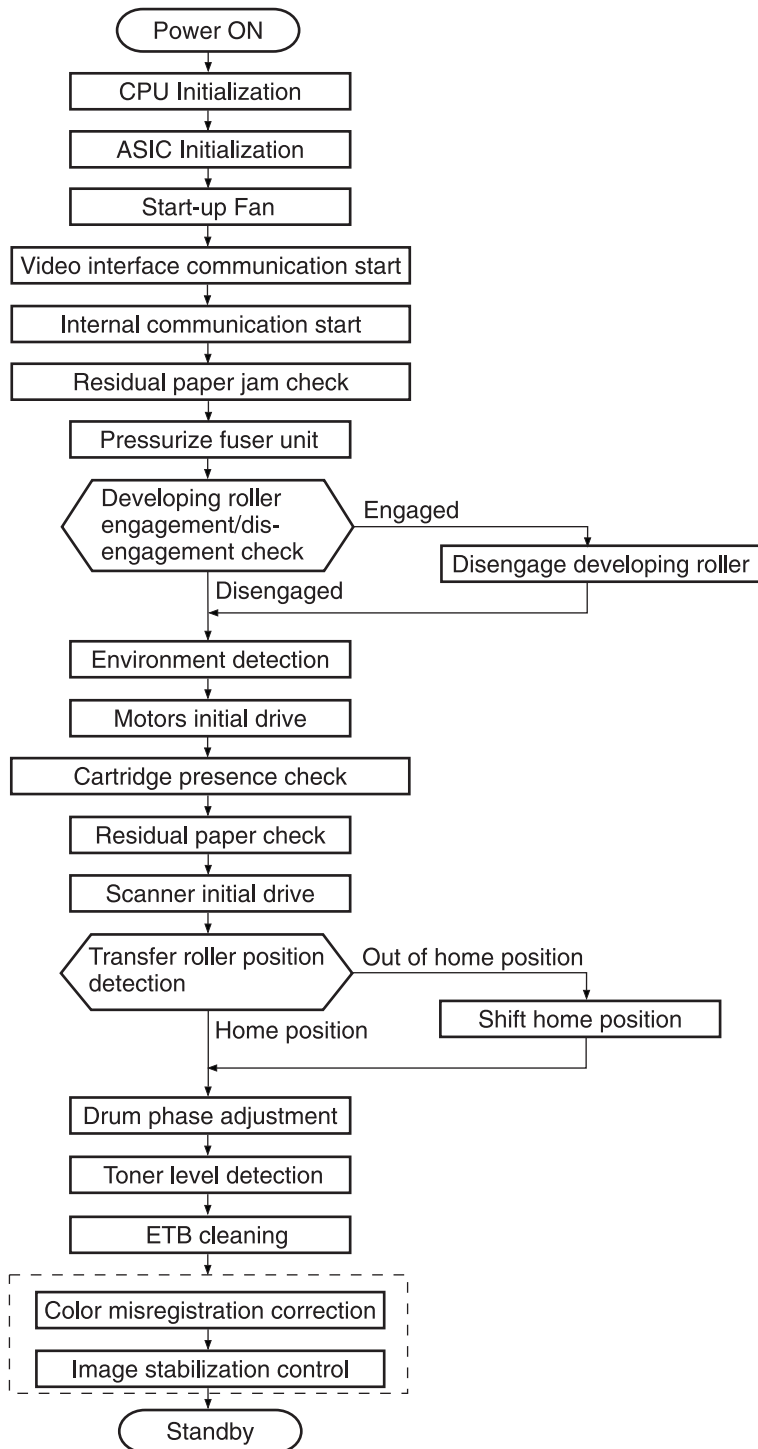 Power ON
CPU Initialization
ASIC Initialization
Start-up Fan
Video interface communication start
Internal communication start
Residual paper jam check
Pressurize fuser unit
Developing roller
engagement/dis-
engagement check
Engaged
Disengage developing roller
Disengaged
Environment detection
Motors initial drive
Cartridge presence check
Residual paper check
Scanner initial drive
Transfer roller position
detection
Out of home position
Shift home position
Home position
Drum phase adjustment
Toner level detection
ETB cleaning
Color misregistration correction
Image stabilization control
Standby